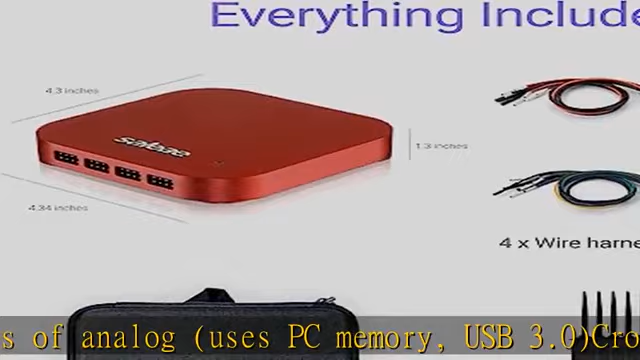 Everything Include
4.3 inches
saleae
1.3 inches
4.34 inches
4 x Wire harne
s of analog (uses PC memory, USB 3.0)Cro